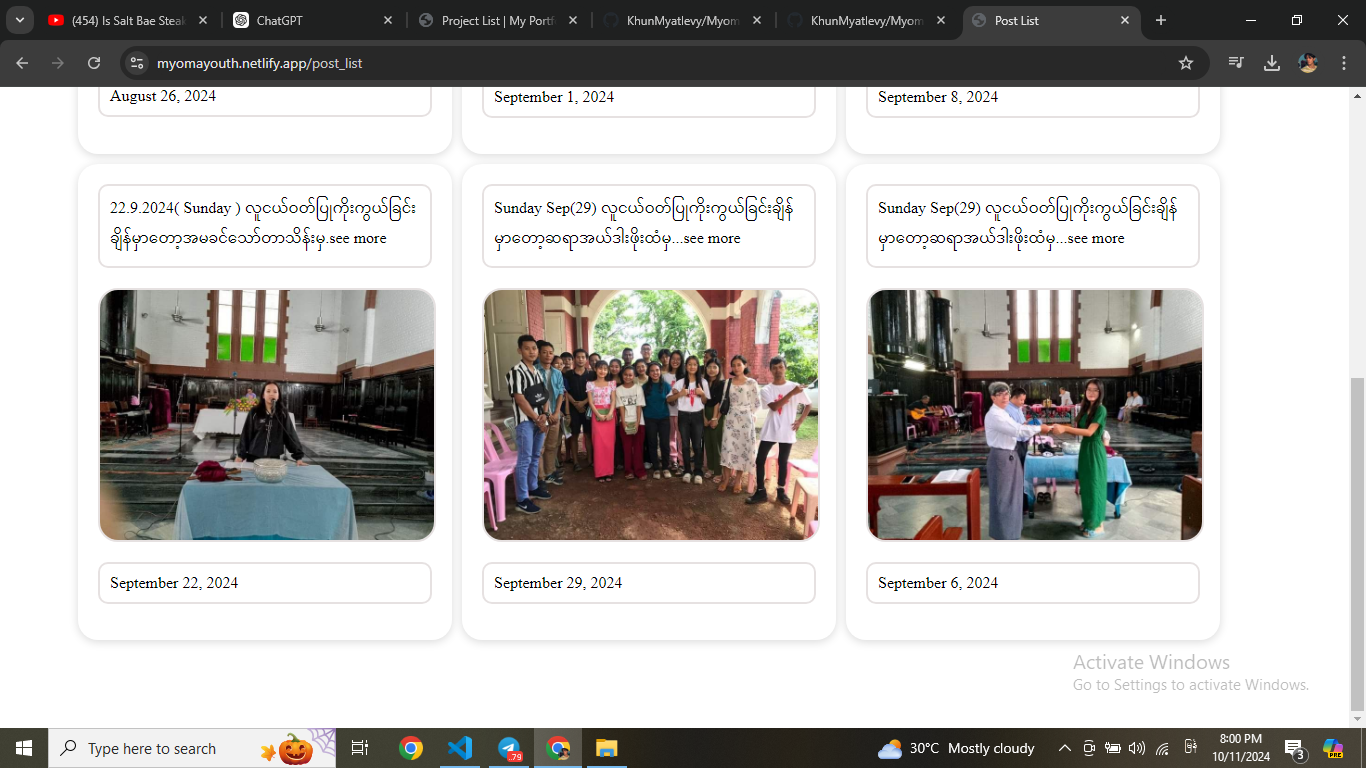 (454) Is Salt Bae Steak
ChatGPT
Project List | My Portfo
KhunMyatlevy/Myom
KhunMyatlevy/Myom
Post List
myomayouth.netlify.app/post_list
August 26, 2024
September 1, 2024
September 8, 2024
22.9.2024( Sunday ) လူငယ်ဝတ်ပြုကိုးကွယ်ခြင်း
ချိန်မှာတော့အမခင်သော်တာသိန်းမှ.see more
Sunday Sep(29) လူငယ်ဝတ်ပြုကိုးကွယ်ခြင်းချိန်
မှာတော့ဆရာအယ်ဒါးဖိုးထံမှ...see more
Sunday Sep(29) လူငယ်ဝတ်ပြုကိုးကွယ်ခြင်းချိန်
မှာတော့ဆရာအယ်ဒါးဖိုးထံမှ...see more
September 22, 2024
September 29, 2024
September 6, 2024
Activate Windows
Go to Settings to activate Windows.
Type here to search
.79
30°C Mostly cloudy
8:00 PM
10/11/2024
3
PRE